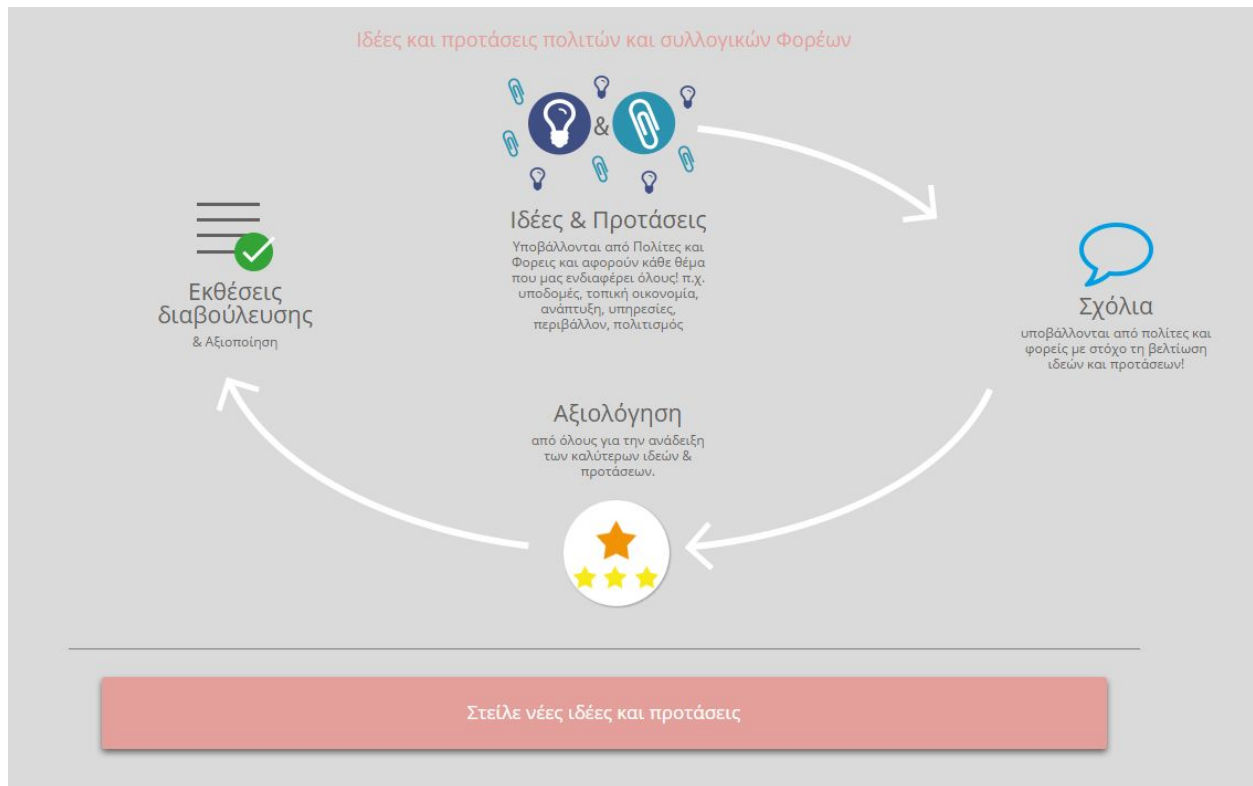 Ιδέες και προτάσεις πολιτών και συλλογικών Φορέων
&
Ιδέες & Προτάσεις
Υποβάλλονται από Πολίτες και
Φορεις και αφορούν κάθε θέμα
που μας ενδιαφέρει όλους! π.χ.
υποδομές, τοπική οικονομία,
ανάπτυξη, υπηρεσίες,
περιβάλλον, πολιτισμός
Σχόλια
υποβάλλονται από πολίτες και
φορείς με στόχο τη βελτίωση
ιδεών και προτάσεων!
Αξιολόγηση
από όλους για την ανάδειξη
των καλύτερων ιδεών &
προτάσεων.
Εκθέσεις
διαβούλευσης
& Αξιοποίηση
Στείλε νέες ιδέες και προτάσεις